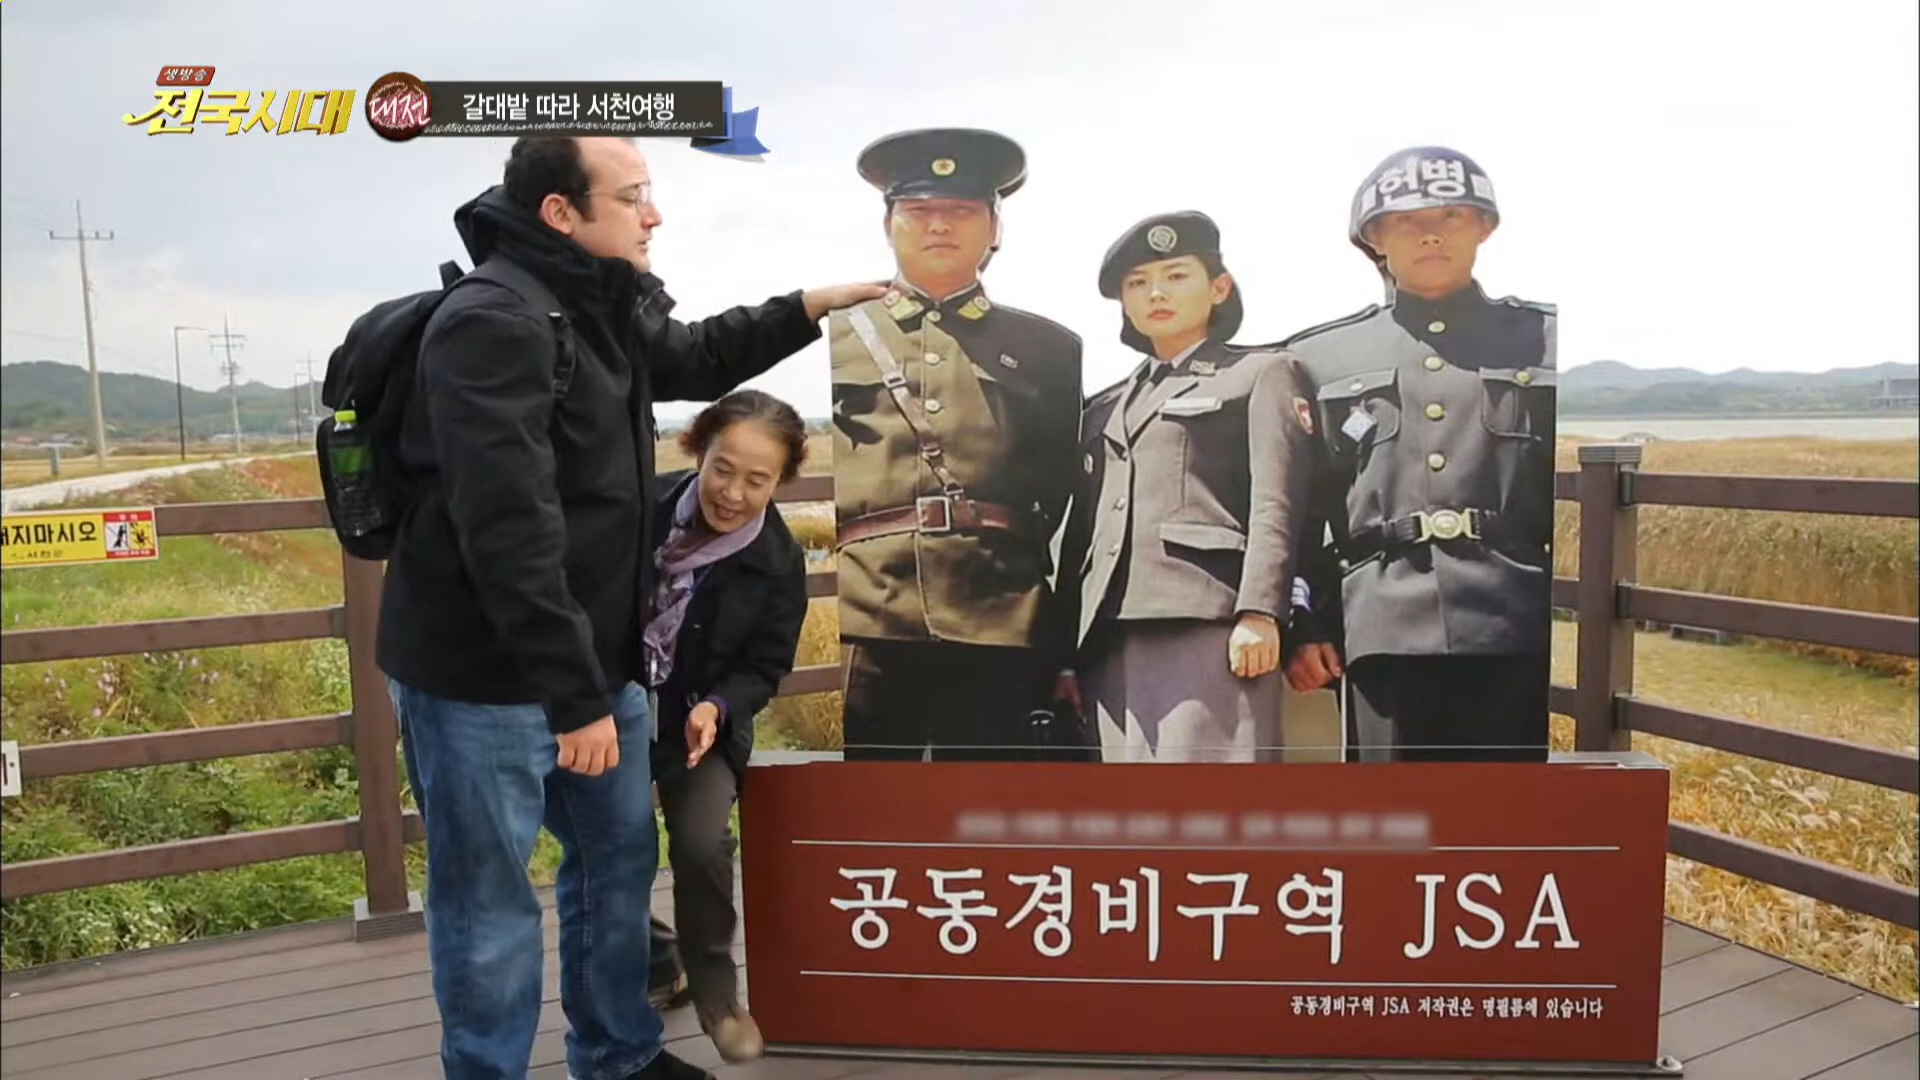 생방송
전국시대
대전
갈대밭 따라 서천여행
헌병
지마시오
공동경비구역 JSA
공동경비구역 JSA 저작권은 명필름에 있습니다